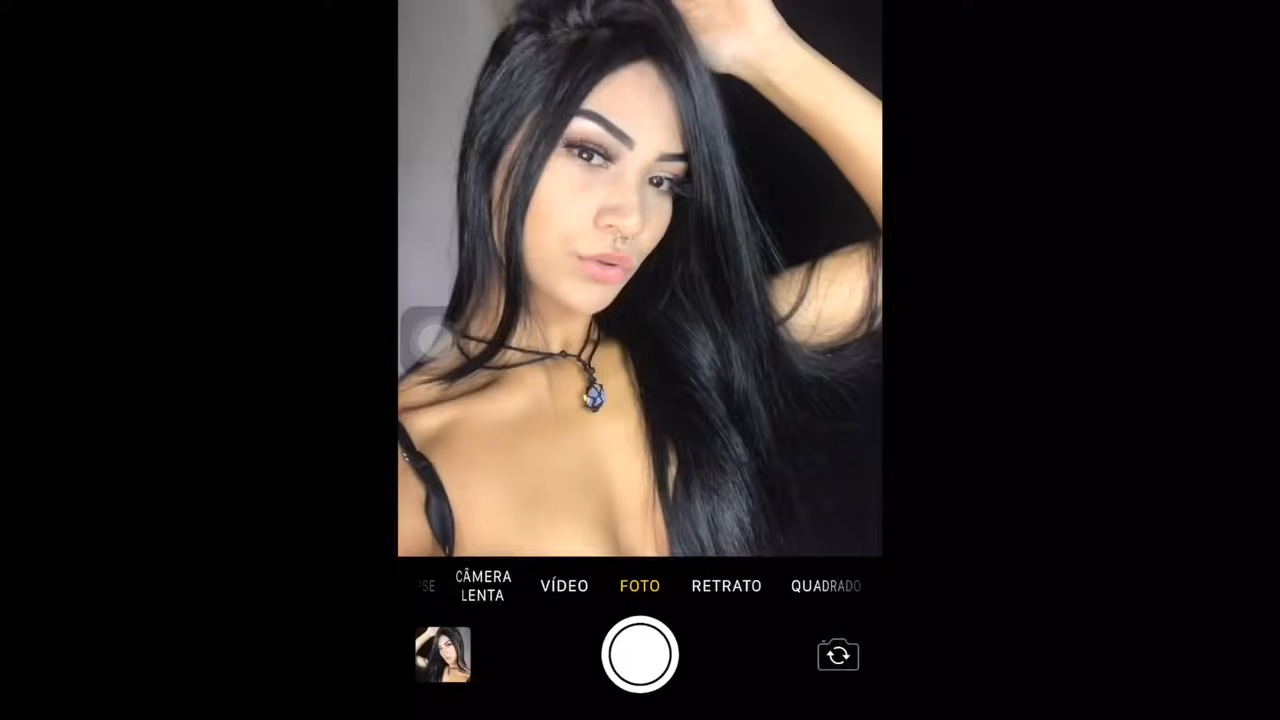 CÂMERA
LENTA
VÍDEO
FOTO
RETRATO
QUADRADO